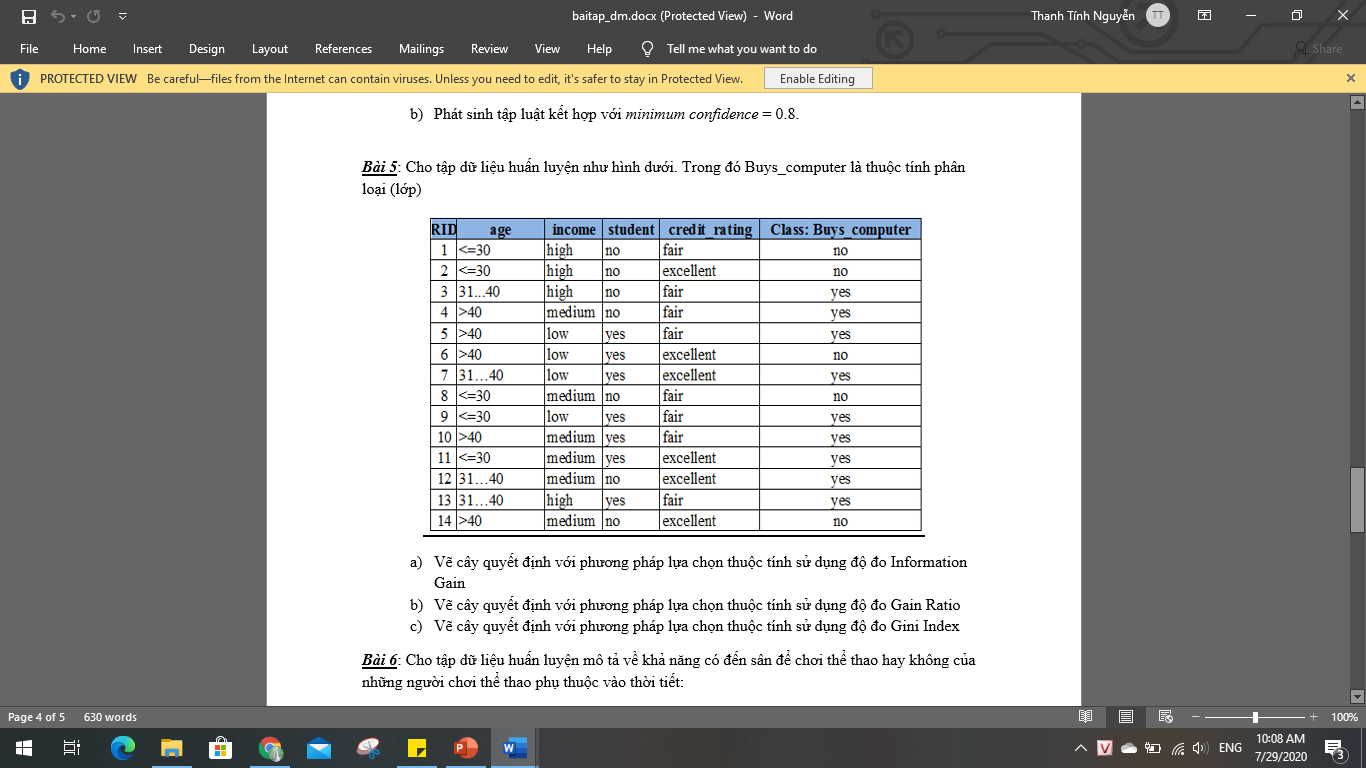 baitap_dm.docx (Protected View) - Word
Thanh Tính Nguyễn
TT
File Home Insert Design Layout References Mailings Review View Help Tell me what you want to do Share
PROTECTED VIEW Be careful—files from the Internet can contain viruses. Unless you need to edit, it's safer to stay in Protected View. Enable Editing
b) Phát sinh tập luật kết hợp với minimum confidence = 0.8.
Bài 5: Cho tập dữ liệu huấn luyện như hình dưới. Trong đó Buys_computer là thuộc tính phân
loại (lớp)
RID age income student credit_rating Class: Buys_computer
1 <=30 high no fair no
2 <=30 high no excellent no
3 31...40 high no fair yes
4 >40 medium no fair yes
5 >40 low yes fair yes
6 >40 low yes excellent no
7 31…40 low yes excellent yes
8 <=30 medium no fair no
9 <=30 low yes fair yes
10 >40 medium yes fair yes
11 <=30 medium yes excellent yes
12 31…40 medium no excellent yes
13 31…40 high yes fair yes
14 >40 medium no excellent no
a) Vẽ cây quyết định với phương pháp lựa chọn thuộc tính sử dụng độ đo Information
Gain
b) Vẽ cây quyết định với phương pháp lựa chọn thuộc tính sử dụng độ đo Gain Ratio
c) Vẽ cây quyết định với phương pháp lựa chọn thuộc tính sử dụng độ đo Gini Index
Bài 6: Cho tập dữ liệu huấn luyện mô tả về khả năng có đến sân để chơi thể thao hay không của
những người chơi thể thao phụ thuộc vào thời tiết:
Page 4 of 5 630 words
100%
V ENG
10:08 AM
7/29/2020
3